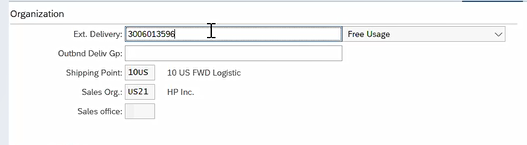 Organization
Ext. Delivery: 3006013596 Free Usage
Outbnd Deliv Gp:
Shipping Point: 10US 10 US FWD Logistic
Sales Org.: US21 HP Inc.
Sales office: